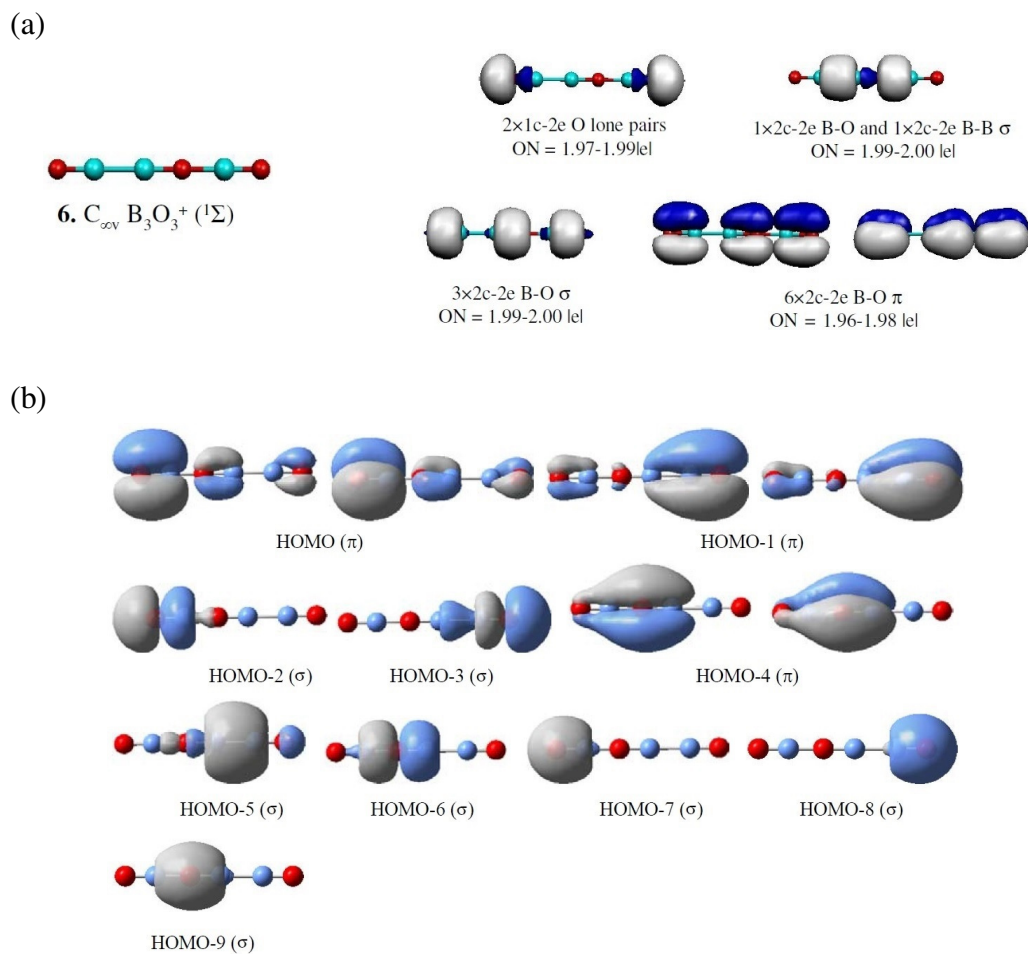 (a)
2×1c-2e O lone pairs
ON = 1.97-1.99|e|
1×2c-2e B-O and 1×2c-2e B-B σ
ON = 1.99-2.00 |e|
6. C∞v B3O3+ (1Σ)
3×2c-2e B-O σ
ON = 1.99-2.00 |e|
6×2c-2e B-O π
ON = 1.96-1.98 |e|
(b)
HOMO (π)
HOMO-1 (π)
HOMO-2 (σ)
HOMO-3 (σ)
HOMO-4 (π)
HOMO-5 (σ)
HOMO-6 (σ)
HOMO-7 (σ)
HOMO-8 (σ)
HOMO-9 (σ)